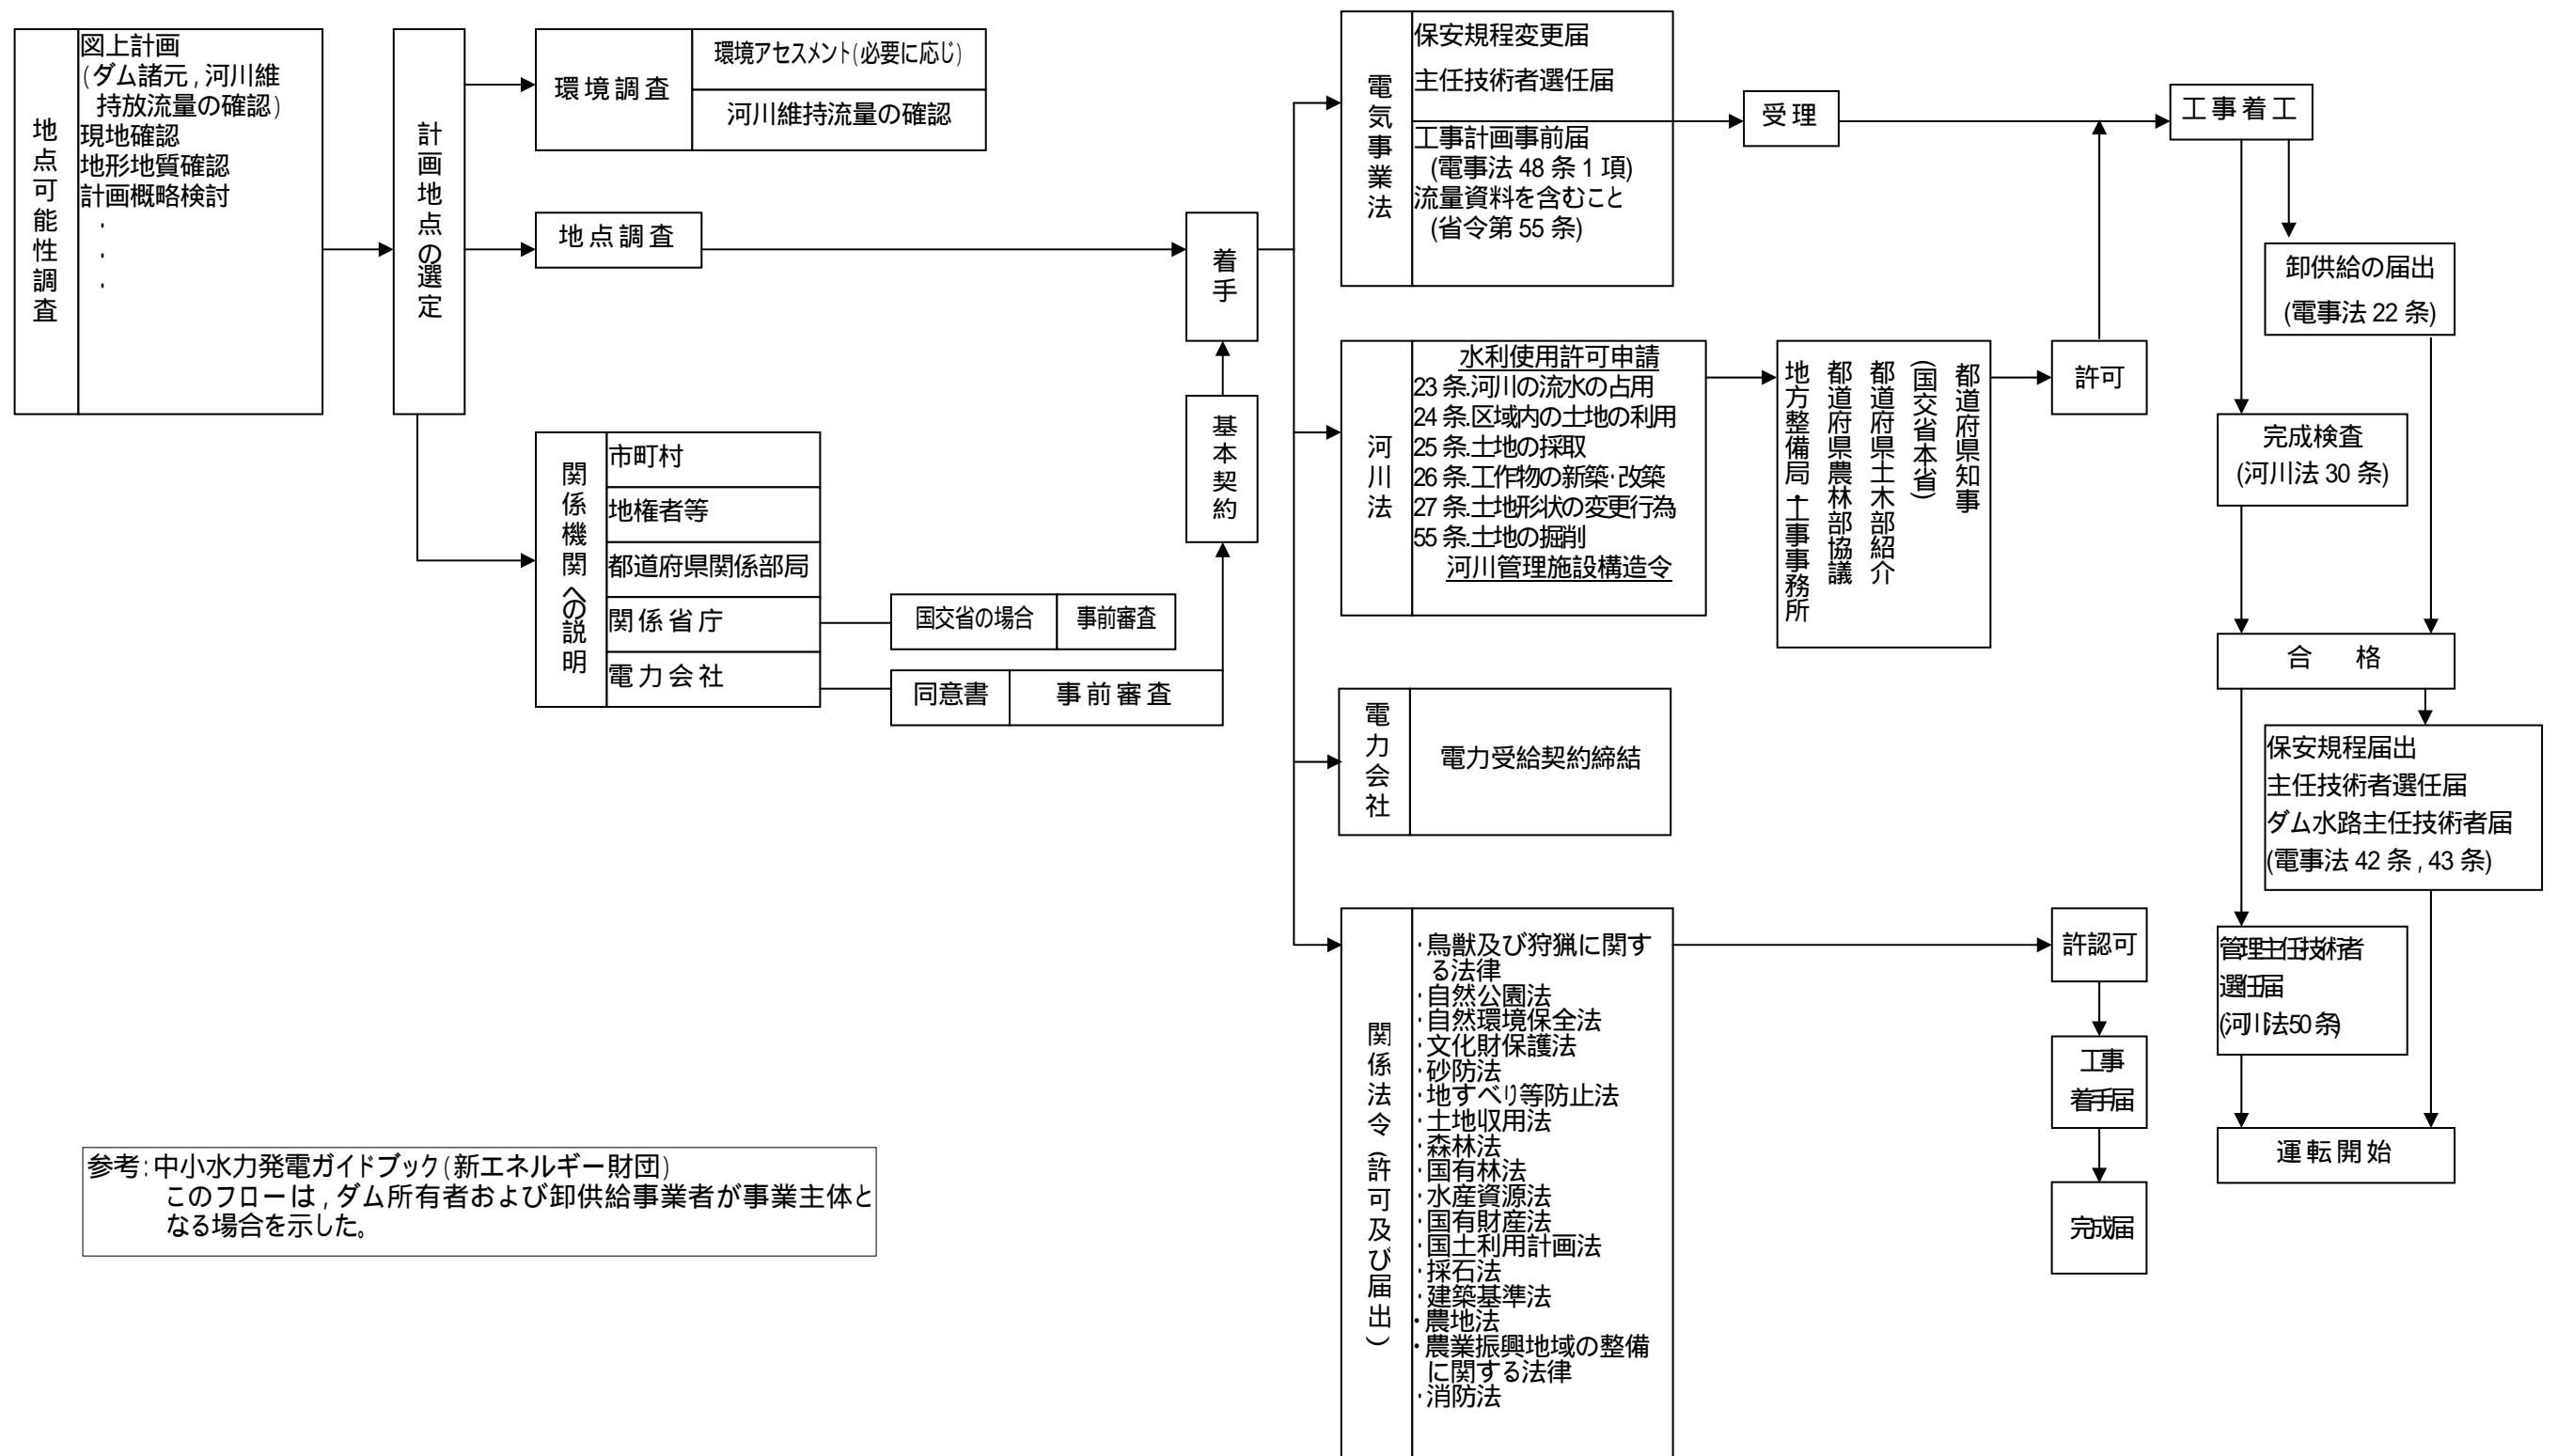 地点可能性調査
図上計画
(ダム諸元,河川維
持放流量の確認)
現地確認
地形地質確認
計画概略検討
・
・
・
計画地点の選定
環境調査
環境アセスメント(必要に応じ)
河川維持流量の確認
地点調査
関係機関への説明
市町村
地権者等
都道府県関係部局
関係省庁
電力会社
国交省の場合
事前審査
同意書
事前審査
基本契約
着手
電気事業法
保安規程変更届
主任技術者選任届
工事計画事前届
(電事法 48 条 1 項)
流量資料を含むこと
(省令第 55 条)
受理
河川法
水利使用許可申請
23 条.河川の流水の占用
24 条.区域内の土地の利用
25 条.土地の採取
26 条.工作物の新築・改築
27 条.土地形状の変更行為
55 条.土地の掘削
河川管理施設構造令
地方整備局・工事事務所
都道府県農林部協議
都道府県土木部紹介
(国交省本省)
都道府県知事
許可
電力会社
電力受給契約締結
関係法令(許可及び届出)
・鳥獣及び狩猟に関す
る法律
・自然公園法
・自然環境保全法
・文化財保護法
・砂防法
・地すべり等防止法
・土地収用法
・森林法
・国有林法
・水産資源法
・国有財産法
・国土利用計画法
・採石法
・建築基準法
・農地法
・農業振興地域の整備
に関する法律
・消防法
許認可
工事
着手届
完成届
工事着工
卸供給の届出
(電事法 22 条)
完成検査
(河川法 30 条)
合 格
保安規程届出
主任技術者選任届
ダム水路主任技術者届
(電事法 42 条 , 43 条)
管理主任技術者
選任届
(河川法50 条)
運転開始
参考:中小水力発電ガイドブック(新エネルギー財団)
このフローは,ダム所有者および卸供給事業者が事業主体と
なる場合を示した。